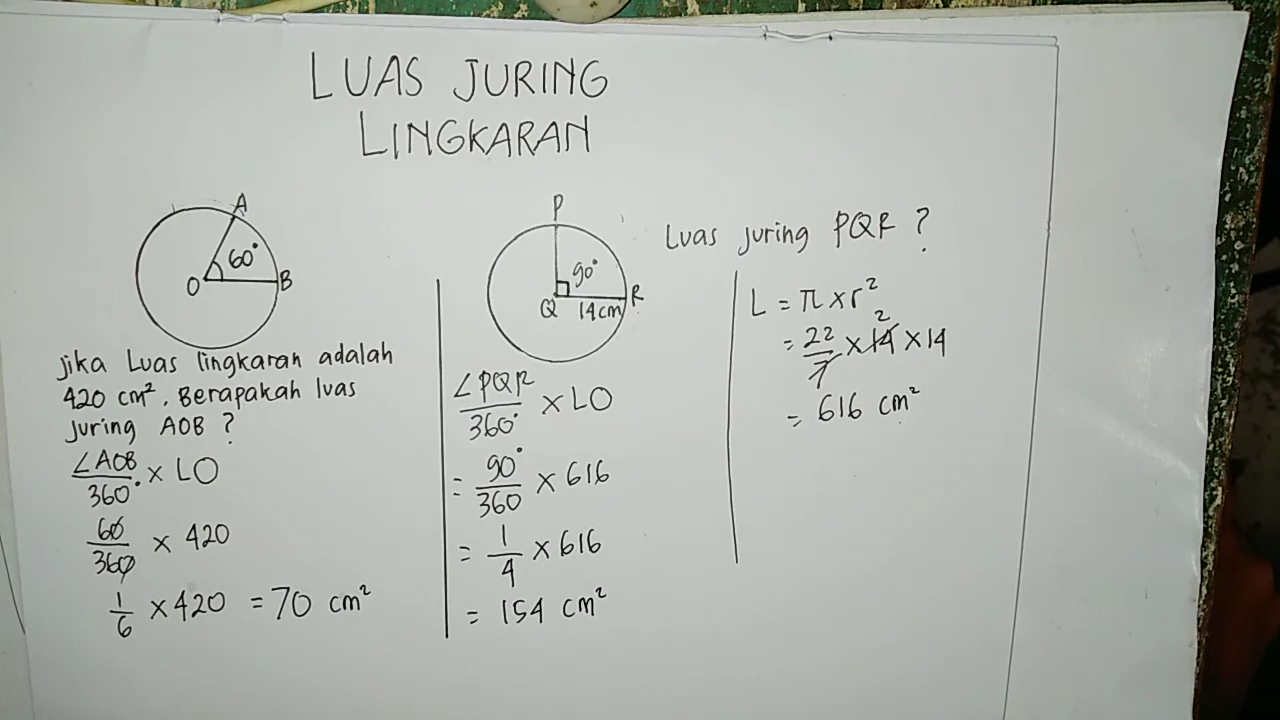 LUAS JURING
LINGKARAN
A
60°
O
B
Jika Luas lingkaran adalah
420 cm². Berapakah luas
Juring AOB ?
∠AOB/360° × LO
60/360 × 420
1/6 × 420 = 70 cm²
P
90°
Q
14cm
R
∠PQR/360° × LO
= 90°/360 × 616
= 1/4 × 616
= 154 cm²
Luas juring PQR ?
L = π × r²
2
= 22/7 × 14 × 14
= 616 cm²